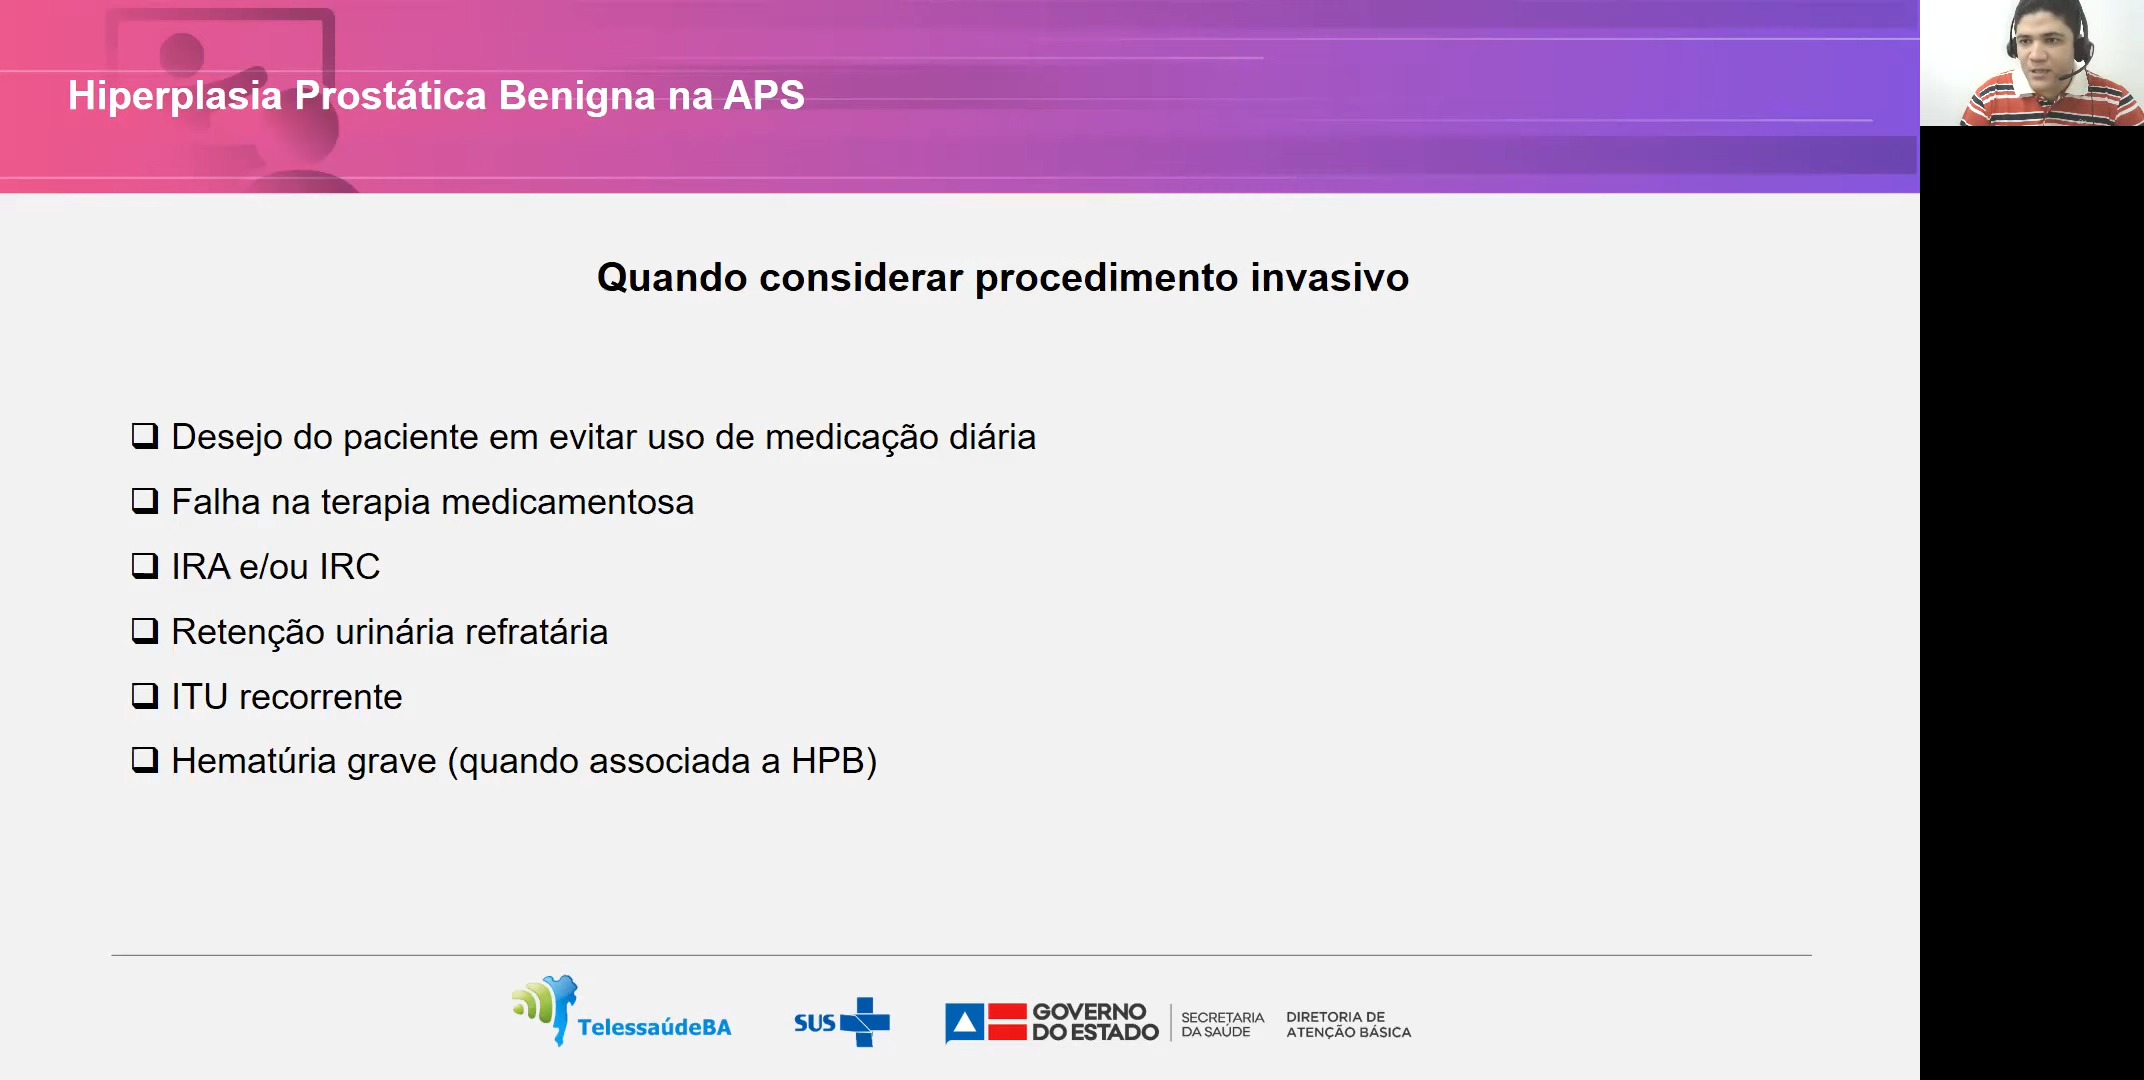 Hiperplasia Prostática Benigna na APS
Quando considerar procedimento invasivo
Desejo do paciente em evitar uso de medicação diária
Falha na terapia medicamentosa
IRA e/ou IRC
Retenção urinária refratária
ITU recorrente
Hematúria grave (quando associada a HPB)
TelessaúdeBA
SUS
GOVERNO
DO ESTADO
SECRETARIA
DA SAÚDE
DIRETORIA DE
ATENÇÃO BÁSICA